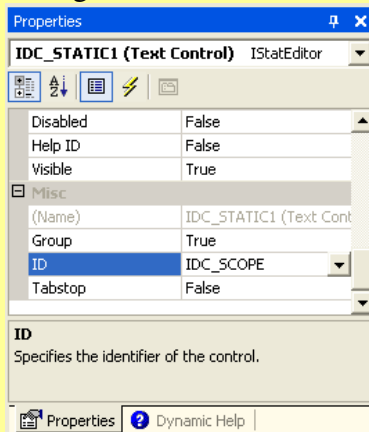 Properties
IDC_STATIC1 (Text Control) IStatEditor
Disabled False
Help ID False
Visible True
Misc
(Name) IDC_STATIC1 (Text Cont
Group True
ID IDC_SCOPE
Tabstop False
ID
Specifies the identifier of the control.
Properties Dynamic Help